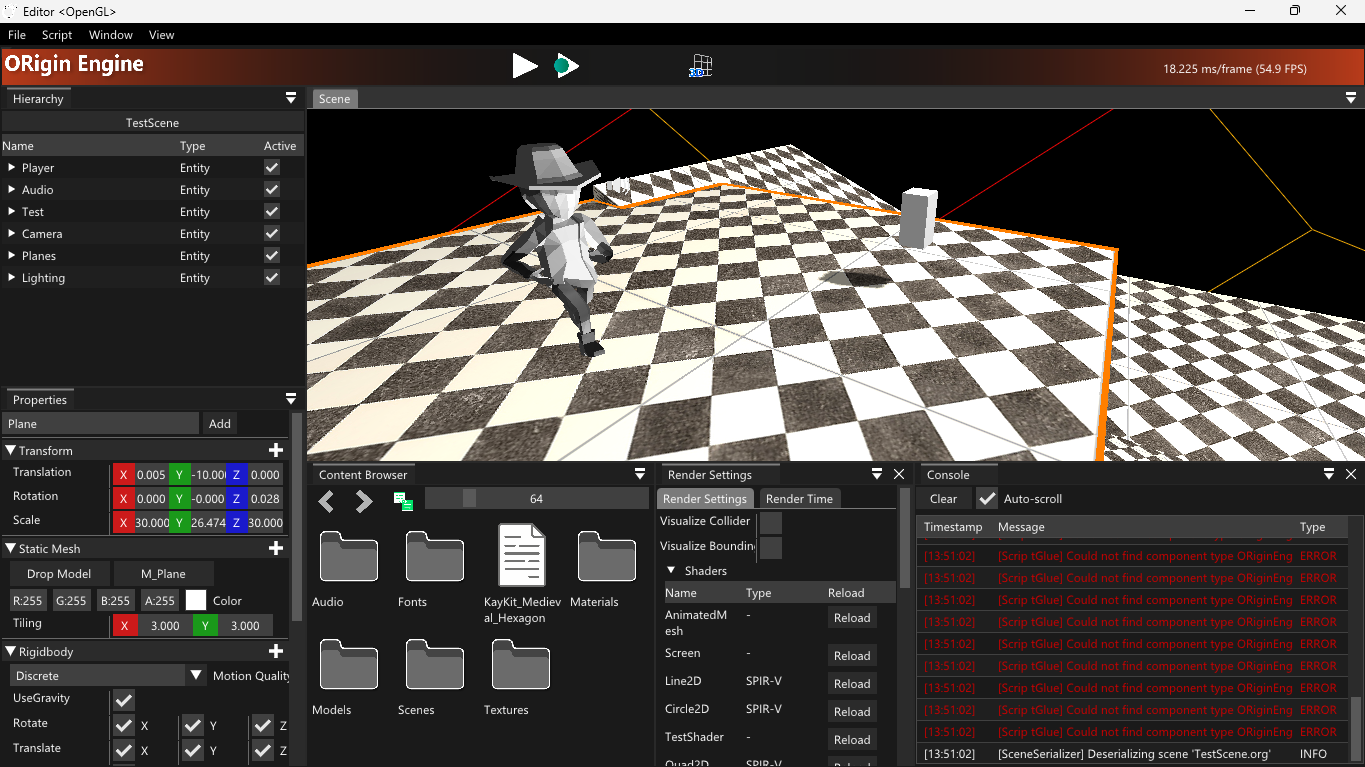 Editor <OpenGL>
File Script Window View
ORigin Engine
18.225 ms/frame (54.9 FPS)
Hierarchy
TestScene
Name Type Active
Player Entity
Audio Entity
Test Entity
Camera Entity
Planes Entity
Lighting Entity
Properties
Plane Add
Transform
Translation X 0.005 Y -10.00 Z 0.000
Rotation X 0.000 Y -0.000 Z 0.028
Scale X 30.000 Y 26.474 Z 30.000
Static Mesh
Drop Model M_Plane
R:255 G:255 B:255 A:255 Color
Tiling X 3.000 Y 3.000
Rigidbody
Discrete Motion Quality
UseGravity
Rotate X Y Z
Translate X Y Z
Scene
Content Browser
64
Audio Fonts KayKit_Mediev Materials
al_Hexagon
Models Scenes Textures
Render Settings
Render Settings Render Time
Visualize Collider
Visualize Boundin
Shaders
Name Type Reload
AnimatedM - Reload
esh
Screen - Reload
Line2D SPIR-V Reload
Circle2D SPIR-V Reload
TestShader - Reload
Quad2D SPIR-V Reload
Console
Clear Auto-scroll
Timestamp Message Type
[13:51:02] [Scrip tGlue] Could not find component type ORiginEng ERROR
[13:51:02] [Scrip tGlue] Could not find component type ORiginEng ERROR
[13:51:02] [Scrip tGlue] Could not find component type ORiginEng ERROR
[13:51:02] [Scrip tGlue] Could not find component type ORiginEng ERROR
[13:51:02] [Scrip tGlue] Could not find component type ORiginEng ERROR
[13:51:02] [Scrip tGlue] Could not find component type ORiginEng ERROR
[13:51:02] [Scrip tGlue] Could not find component type ORiginEng ERROR
[13:51:02] [Scrip tGlue] Could not find component type ORiginEng ERROR
[13:51:02] [Scrip tGlue] Could not find component type ORiginEng ERROR
[13:51:02] [SceneSerializer] Deserializing scene 'TestScene.org' INFO